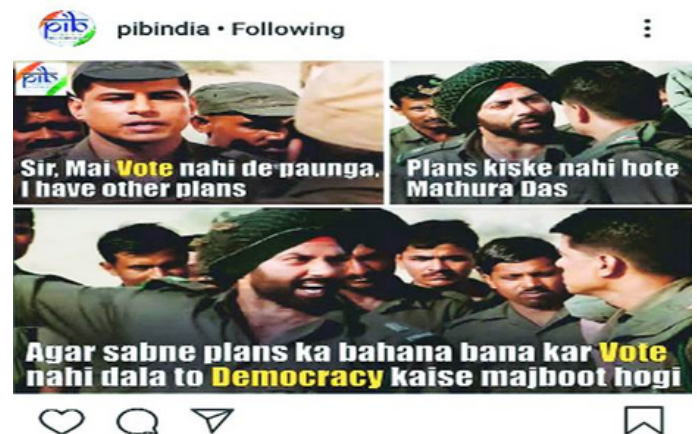 pib
pibindia • Following
pib
Sir, Mai Vote nahi de paunga,
I have other plans
Plans kiske nahi hote
Mathura Das
Agar sabne plans ka bahana bana kar Vote
nahi dala to Democracy kaise majboot hogi